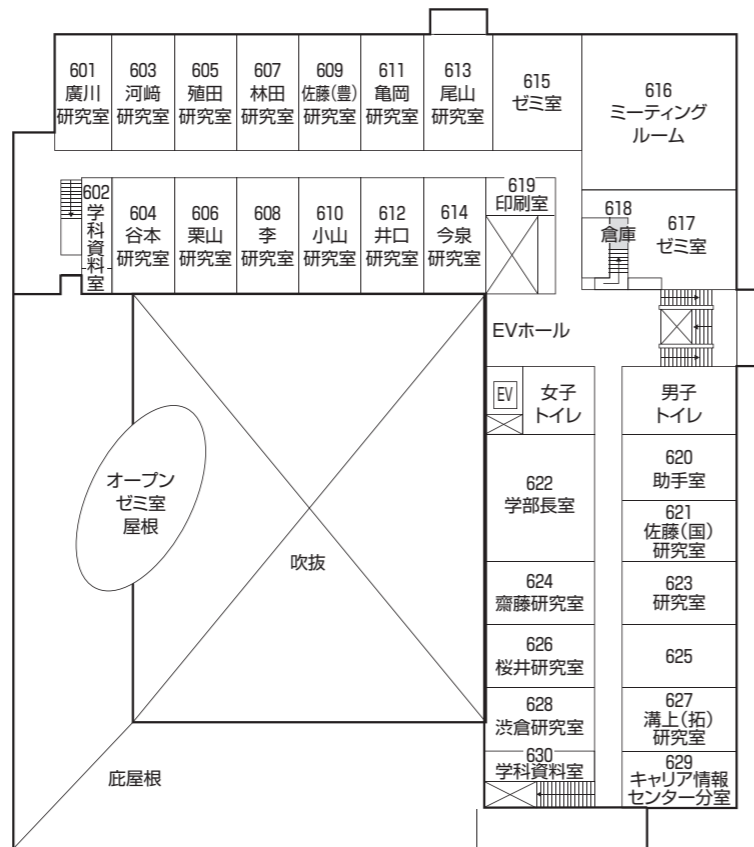 601
廣川
研究室
603
河﨑
研究室
605
殖田
研究室
607
林田
研究室
609
佐藤(豊)
研究室
611
亀岡
研究室
613
尾山
研究室
615
ゼミ室
616
ミーティング
ルーム
602
学科資料室
604
谷本
研究室
606
栗山
研究室
608
李
研究室
610
小山
研究室
612
井口
研究室
614
今泉
研究室
619
印刷室
618
倉庫
617
ゼミ室
EVホール
EV
女子
トイレ
男子
トイレ
オープン
ゼミ室
屋根
吹抜
622
学部長室
620
助手室
621
佐藤(国)
研究室
624
齋藤研究室
623
研究室
626
桜井研究室
625
628
渋倉研究室
627
溝上(拓)
研究室
630
学科資料室
629
キャリア情報
センター分室
庇屋根